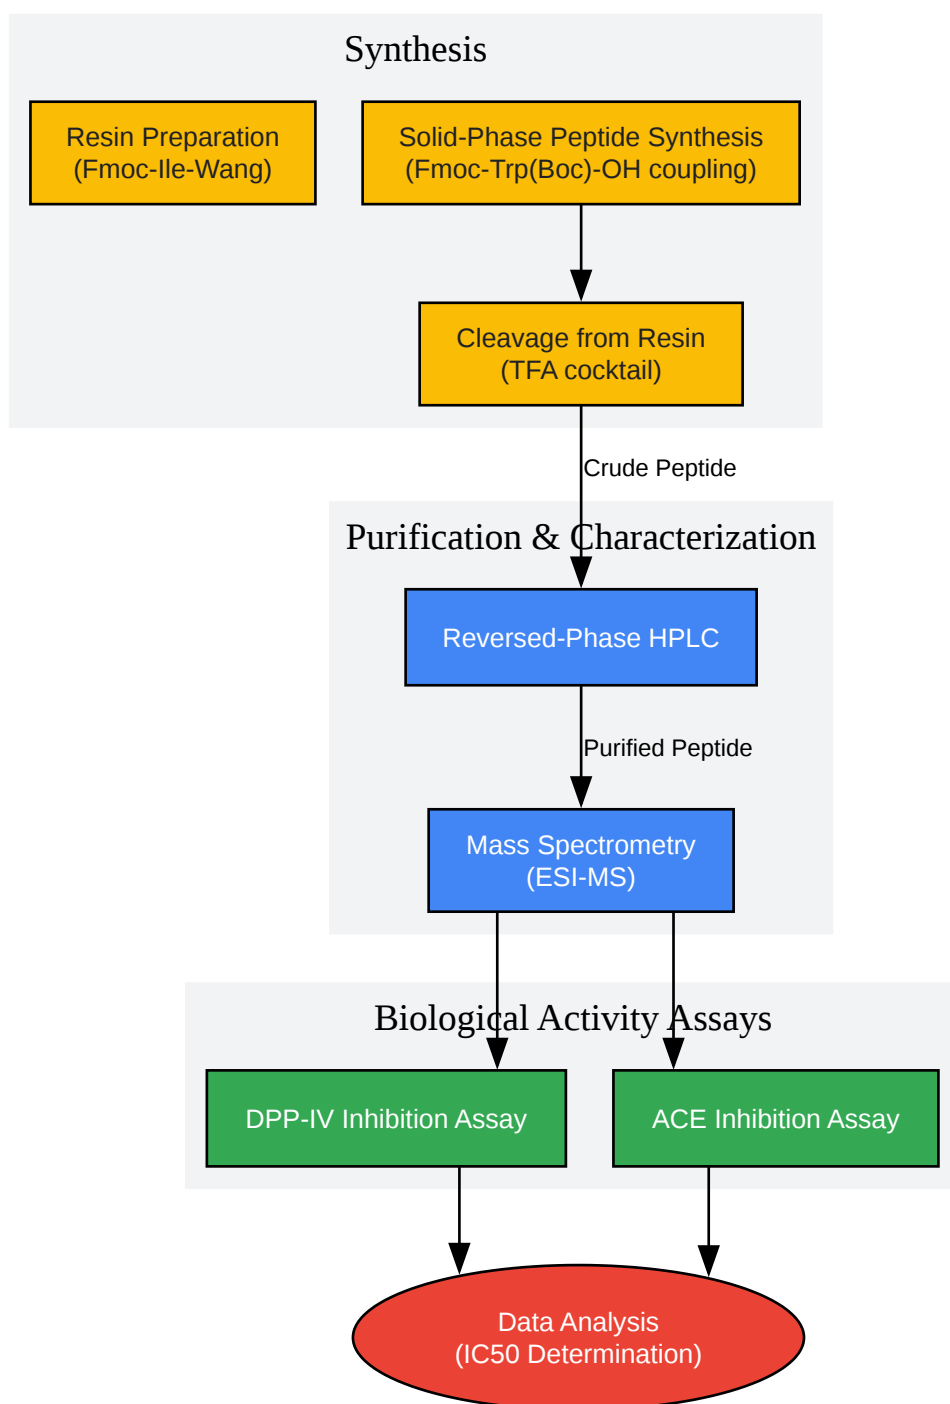 Synthesis
Resin Preparation
(Fmoc-Ile-Wang)
Solid-Phase Peptide Synthesis
(Fmoc-Trp(Boc)-OH coupling)
Cleavage from Resin
(TFA cocktail)
Crude Peptide
Purification & Characterization
Reversed-Phase HPLC
Purified Peptide
Mass Spectrometry
(ESI-MS)
Biological Activity Assays
DPP-IV Inhibition Assay
ACE Inhibition Assay
Data Analysis
(IC50 Determination)